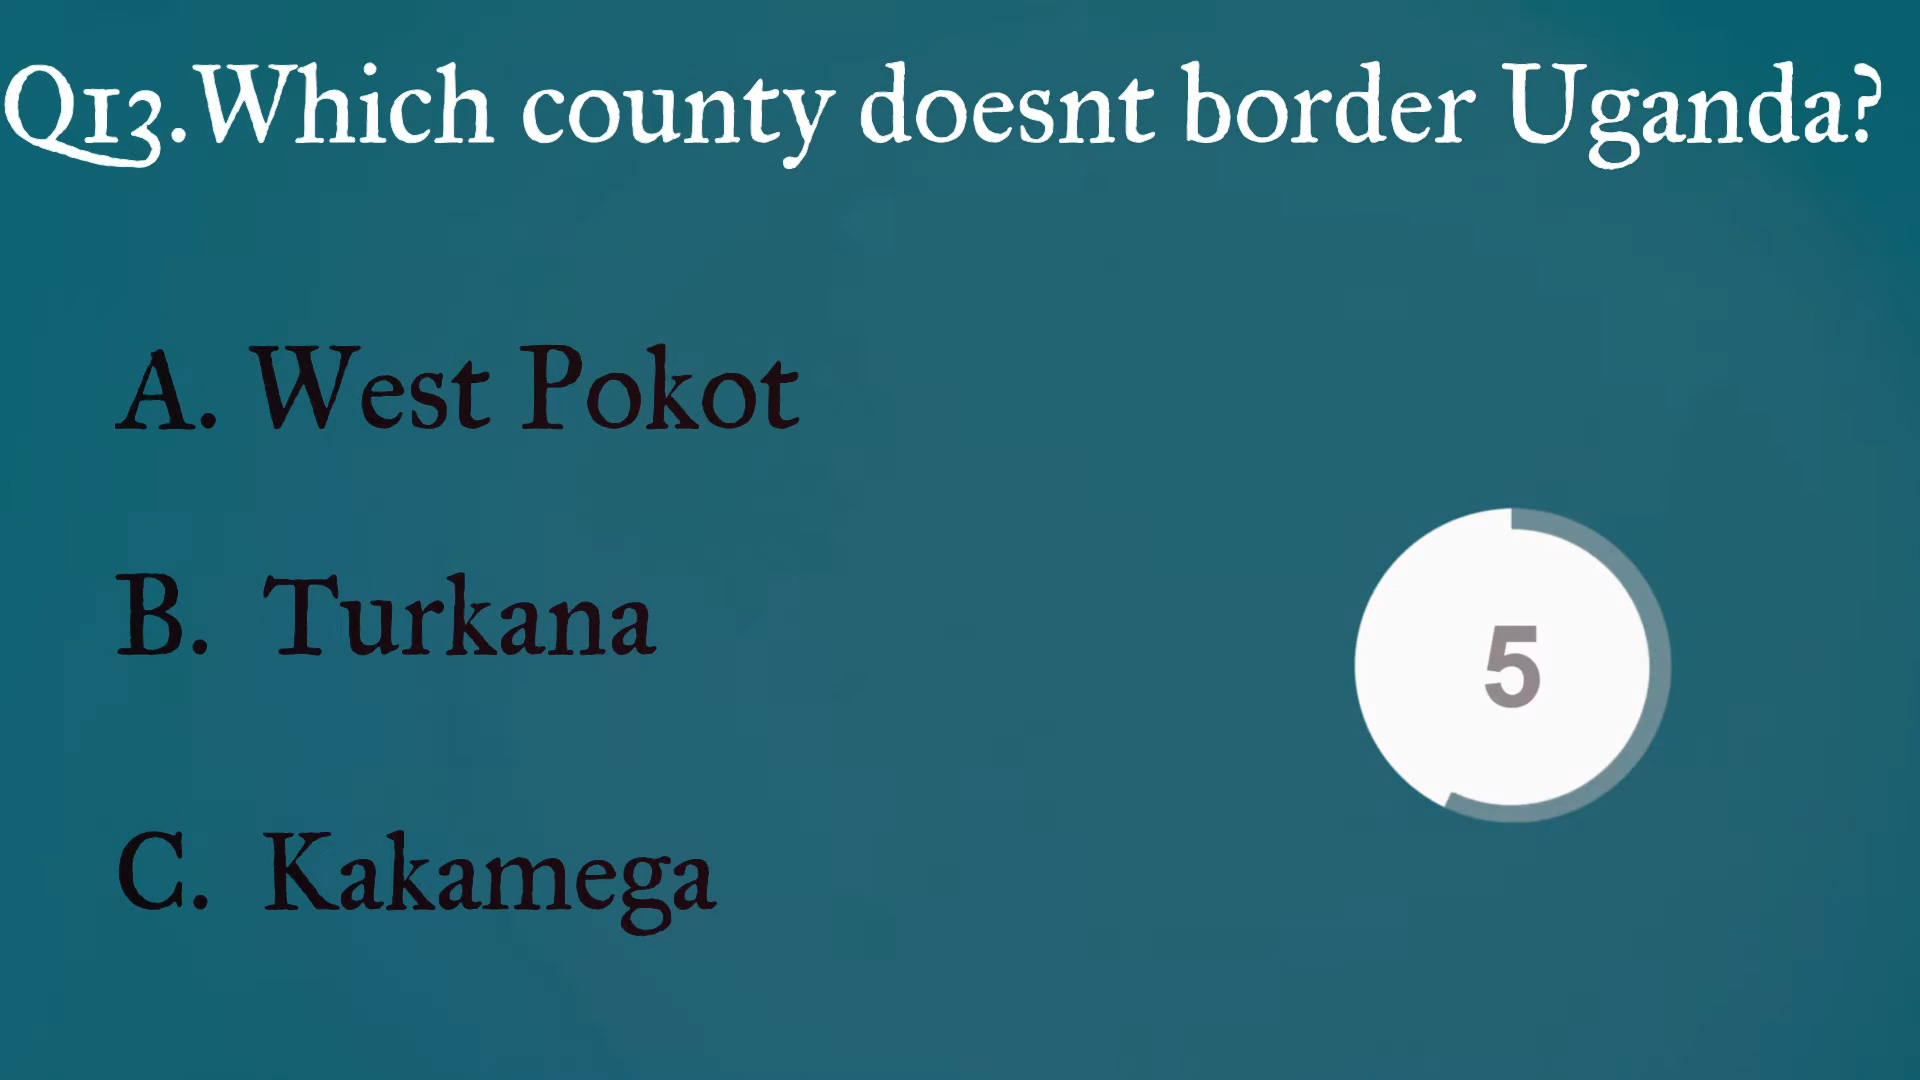 Q13.Which county doesnt border Uganda?
A. West Pokot
B. Turkana
5
C. Kakamega